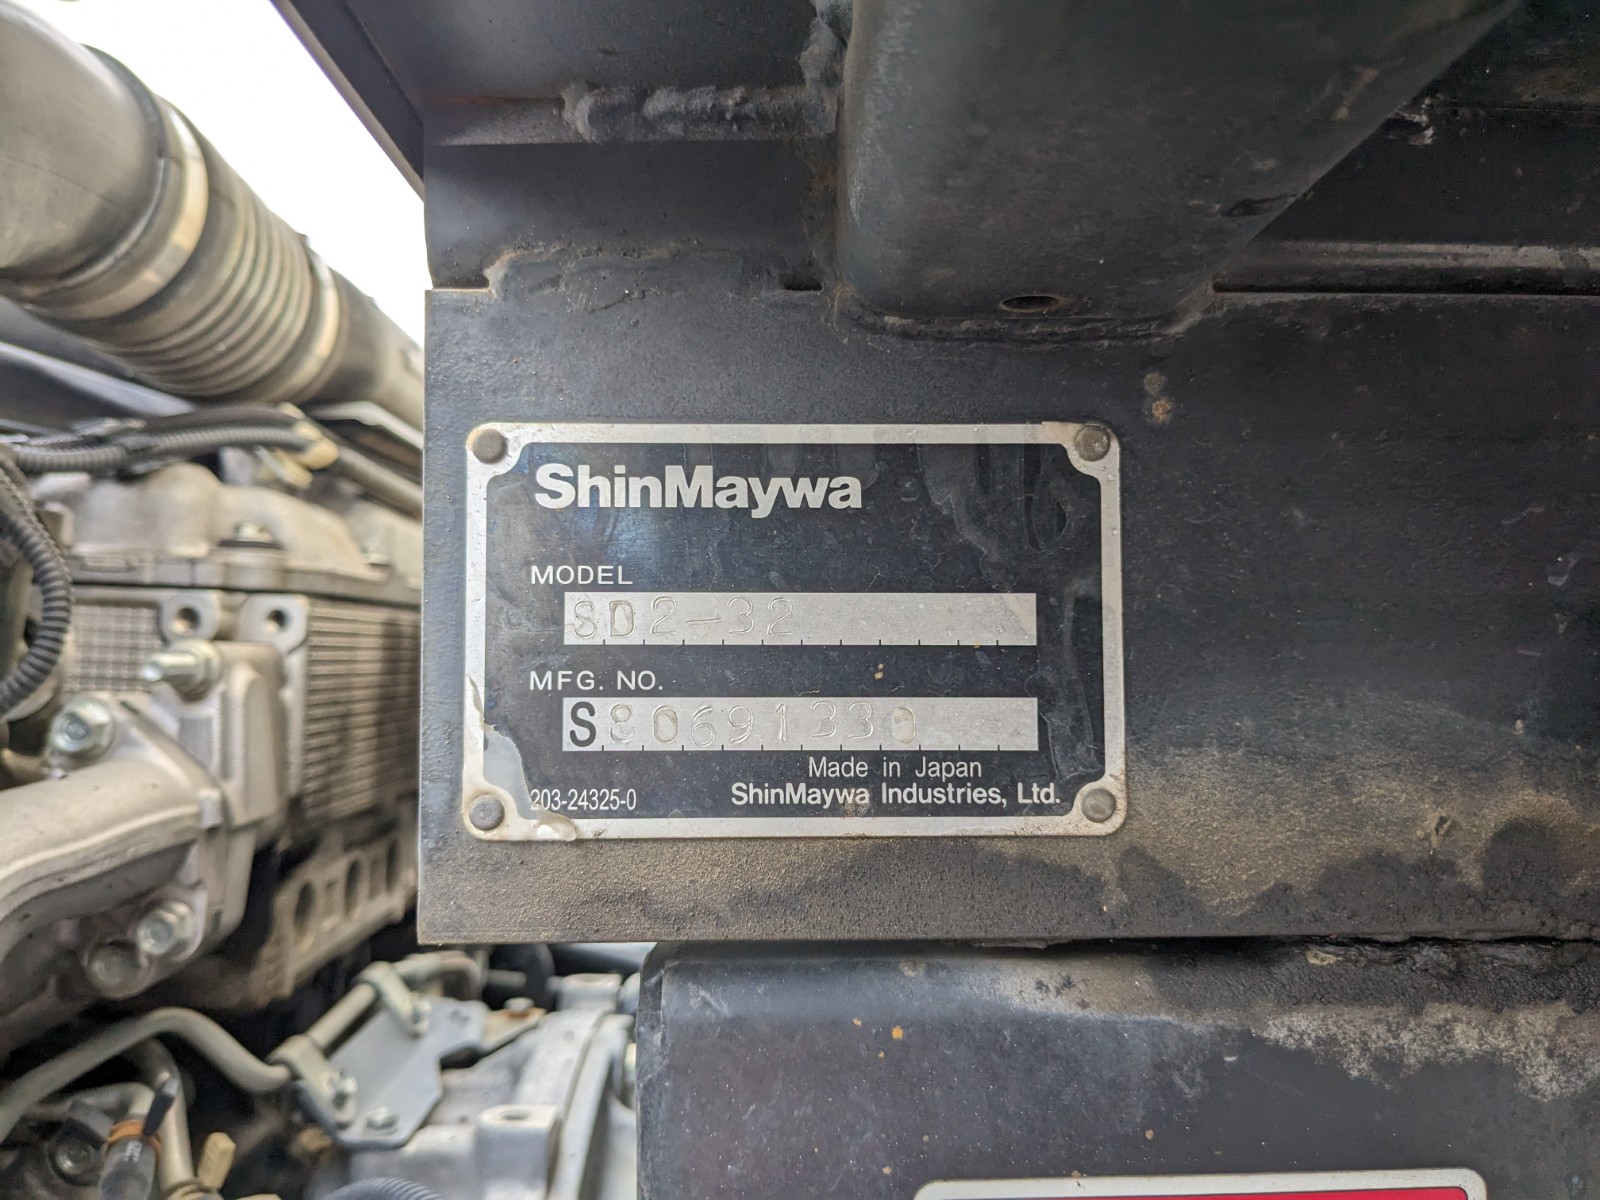 ShinMaywa
MODEL
SD2-32
MFG. NO.
S80691330
Made in Japan
203-24325-0 ShinMaywa Industries, Ltd.